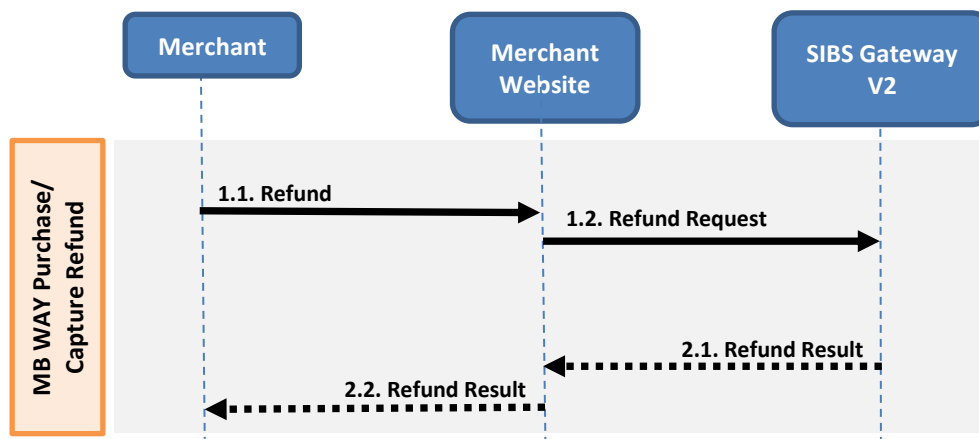 Merchant
Merchant
Website
SIBS Gateway
V2
MB WAY Purchase/
Capture Refund
1.1. Refund
1.2. Refund Request
2.1. Refund Result
2.2. Refund Result